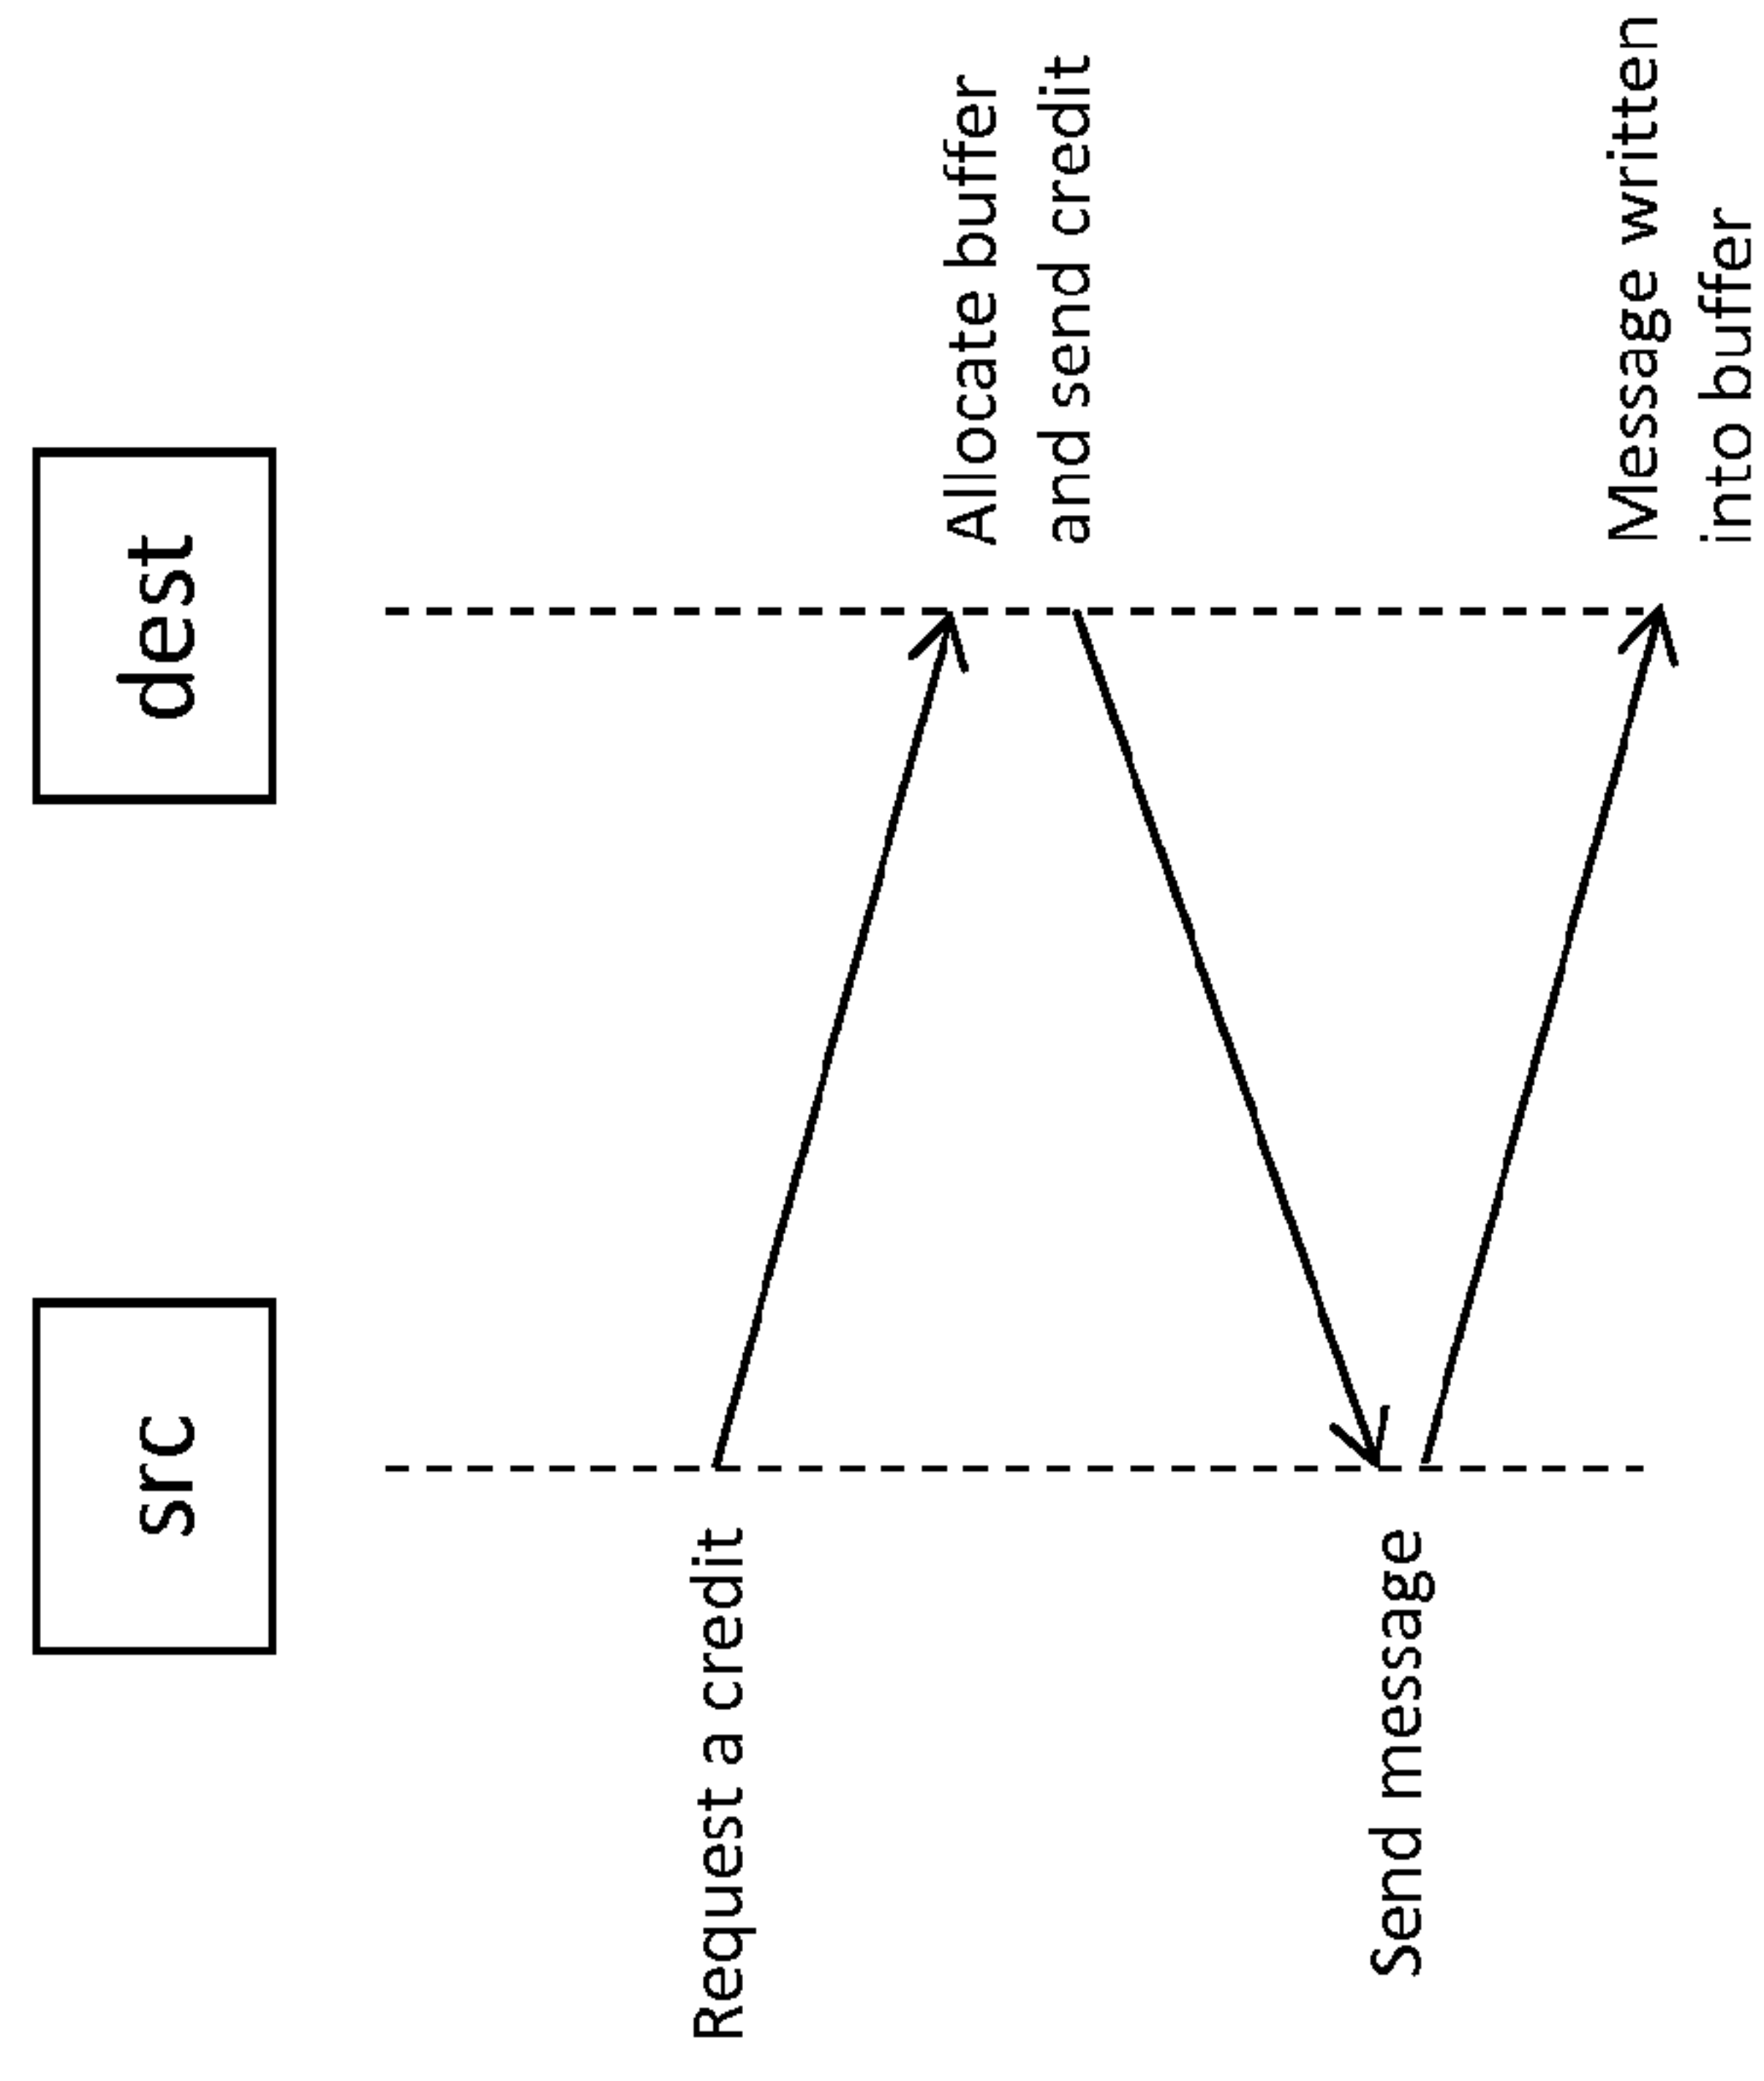 src
dest
Request a credit
Allocate buffer
and send credit
Send message
Message written
into buffer